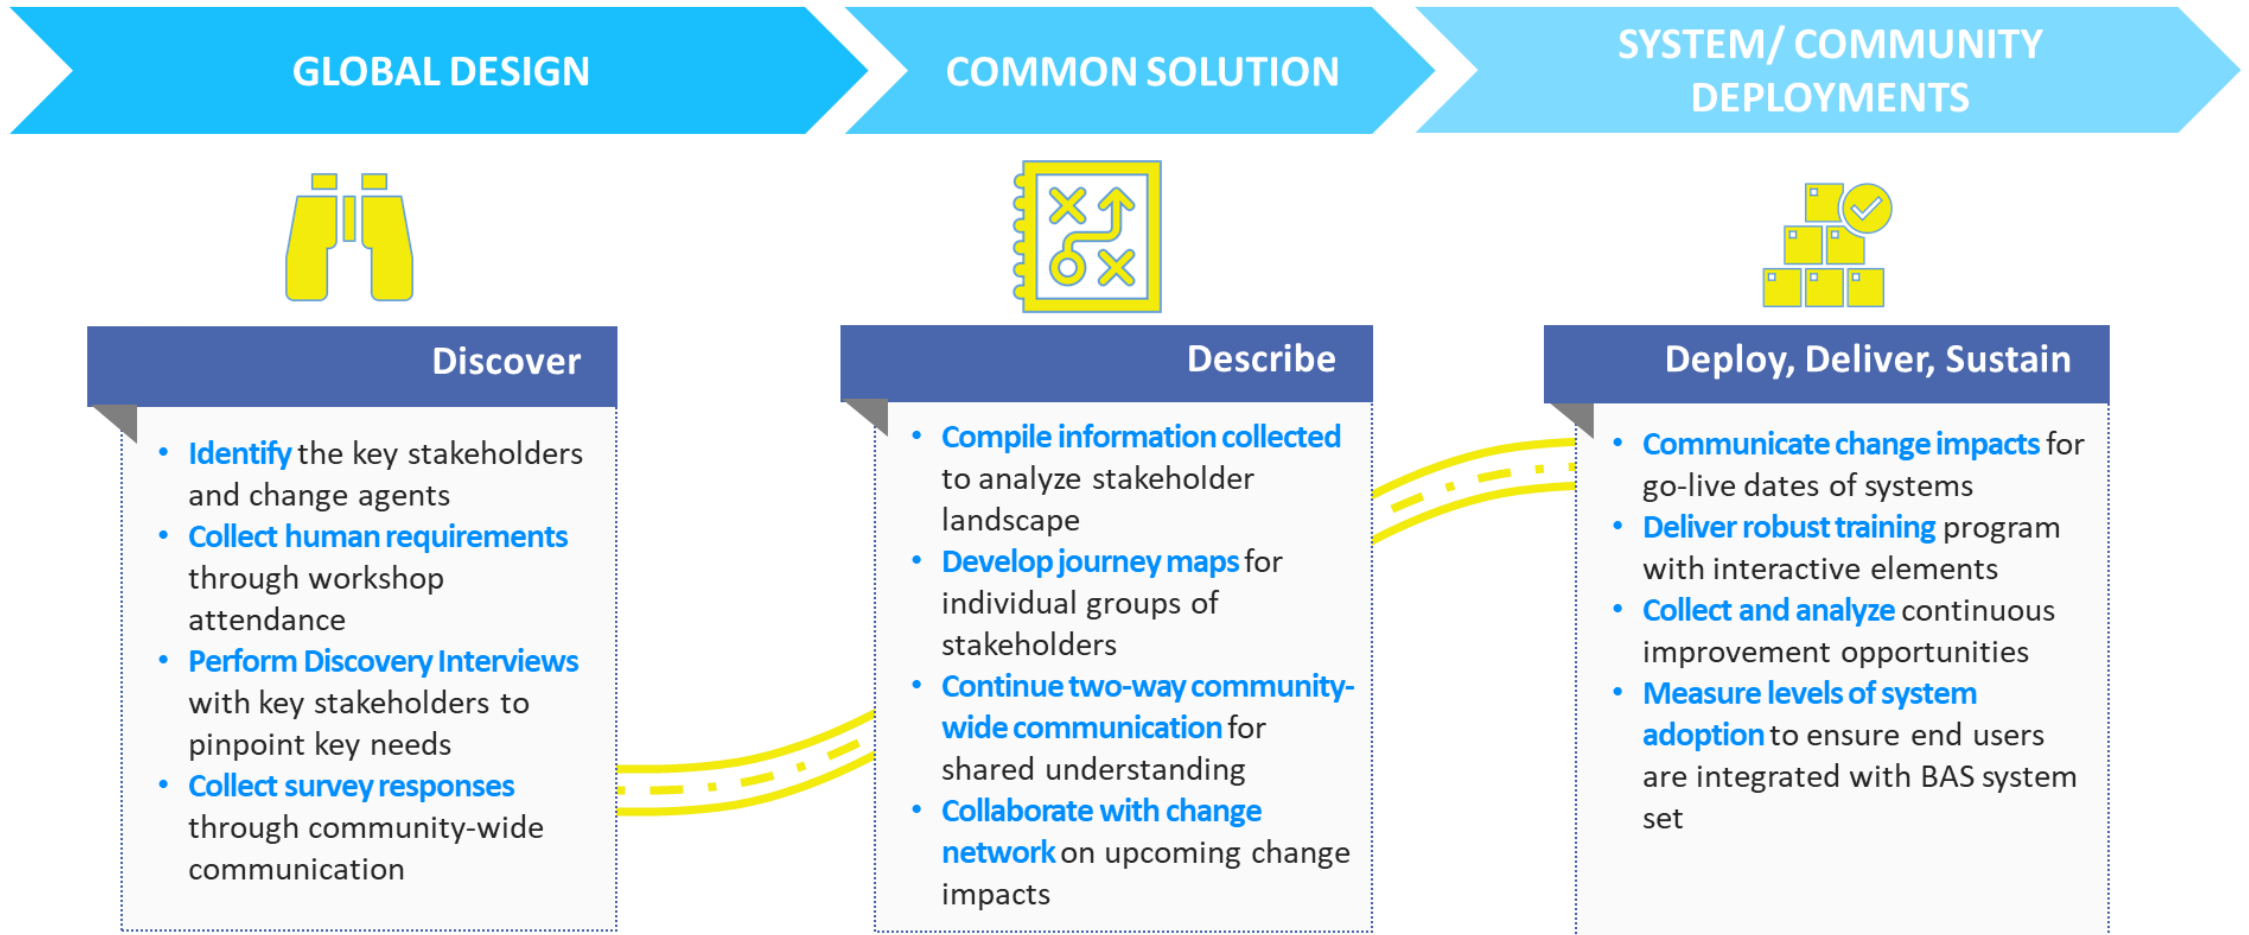 GLOBAL DESIGN
COMMON SOLUTION
SYSTEM/ COMMUNITY
DEPLOYMENTS
Discover
• Identify the key stakeholders
and change agents
• Collect human requirements
through workshop
attendance
• Perform Discovery Interviews
with key stakeholders to
pinpoint key needs
• Collect survey responses
through community-wide
communication
Describe
• Compile information collected
to analyze stakeholder
landscape
• Develop journey maps for
individual groups of
stakeholders
• Continue two-way community-
wide communication for
shared understanding
• Collaborate with change
network on upcoming change
impacts
Deploy, Deliver, Sustain
• Communicate change impacts for
go-live dates of systems
• Deliver robust training program
with interactive elements
• Collect and analyze continuous
improvement opportunities
• Measure levels of system
adoption to ensure end users
are integrated with BAS system
set